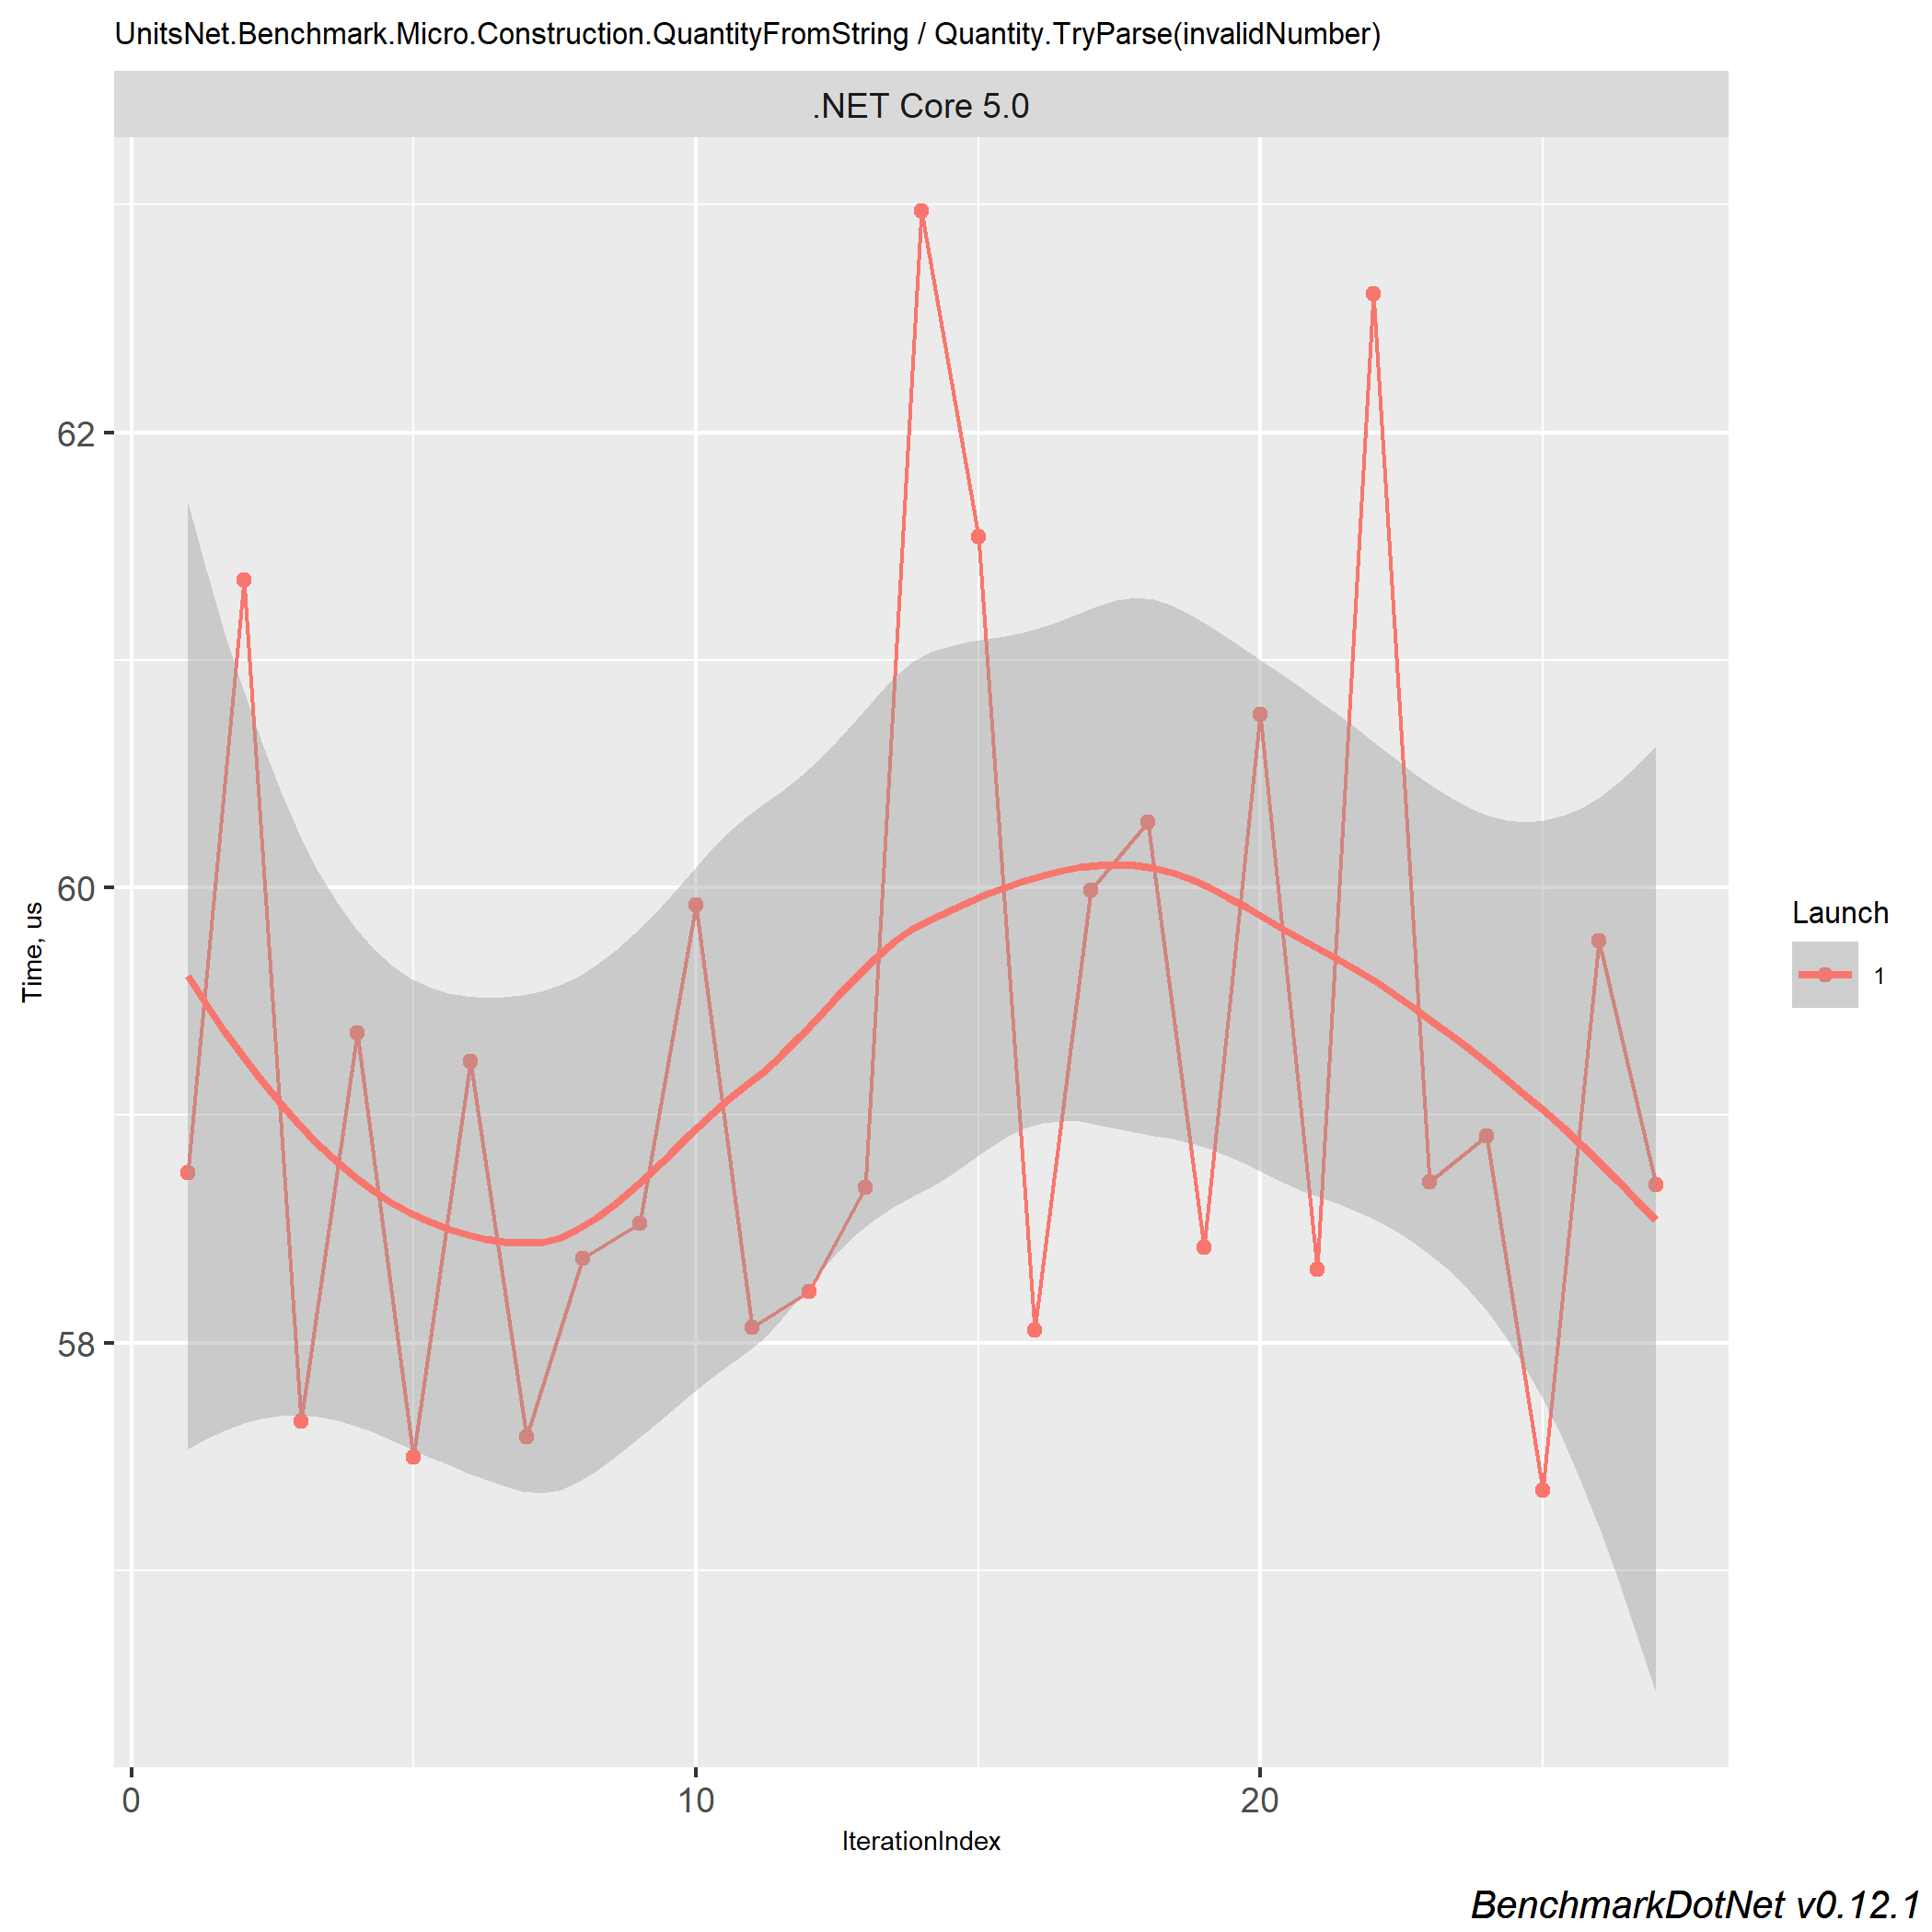 UnitsNet.Benchmark.Micro.Construction.QuantityFromString / Quantity.TryParse(invalidNumber)
.NET Core 5.0
62
60
58
Time, us
0 10 20
IterationIndex
Launch
1
BenchmarkDotNet v0.12.1